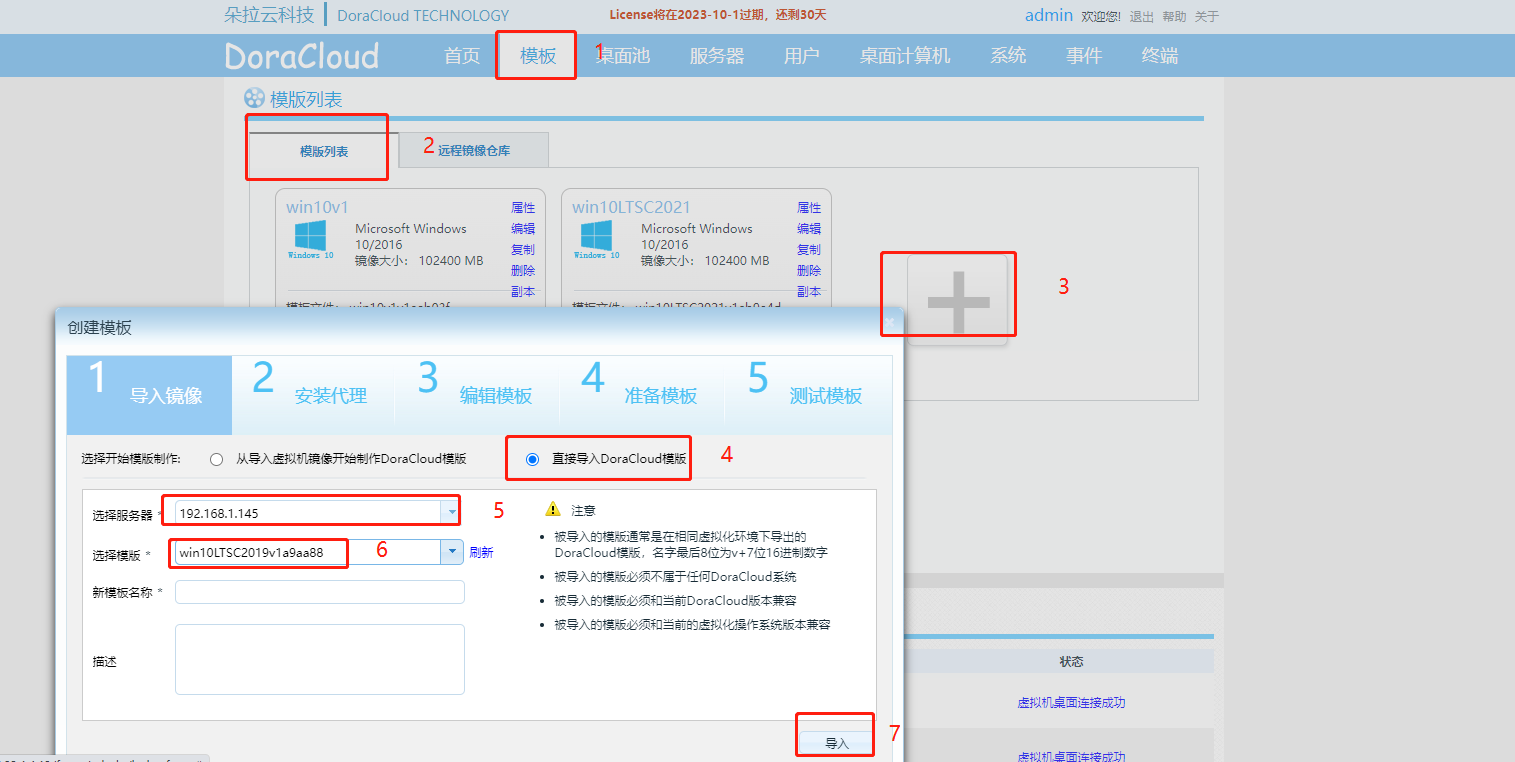 朵拉云科技 DoraCloud TECHNOLOGY License将在2023-10-1过期，还剩30天 admin 欢迎您! 退出 帮助 关于
DoraCloud 首页 模板 1 桌面池 服务器 用户 桌面计算机 系统 事件 终端
模版列表
模版列表 2 远程镜像仓库
win10v1
Microsoft Windows
10/2016
镜像大小： 102400 MB
Windows 10
属性
编辑
复制
删除
副本
win10LTSC2021
Microsoft Windows
10/2016
镜像大小： 102400 MB
Windows 10
属性
编辑
复制
删除
副本
3
创建模板
1 导入镜像 2 安装代理 3 编辑模板 4 准备模板 5 测试模板
选择开始模版制作: 从导入虚拟机镜像开始制作DoraCloud模版 直接导入DoraCloud模版 4
选择服务器 * 192.168.1.145 5
选择模版 * win10LTSC2019v1a9aa88 6 刷新
新模板名称 *
描述
注意
被导入的模版通常是在相同虚拟化环境下导出的
DoraCloud模版，名字最后8位为v+7位16进制数字
被导入的模版必须不属于任何DoraCloud系统
被导入的模版必须和当前DoraCloud版本兼容
被导入的模版必须和当前的虚拟化操作系统版本兼容
导入 7
状态
虚拟机桌面连接成功
虚拟机桌面连接成功